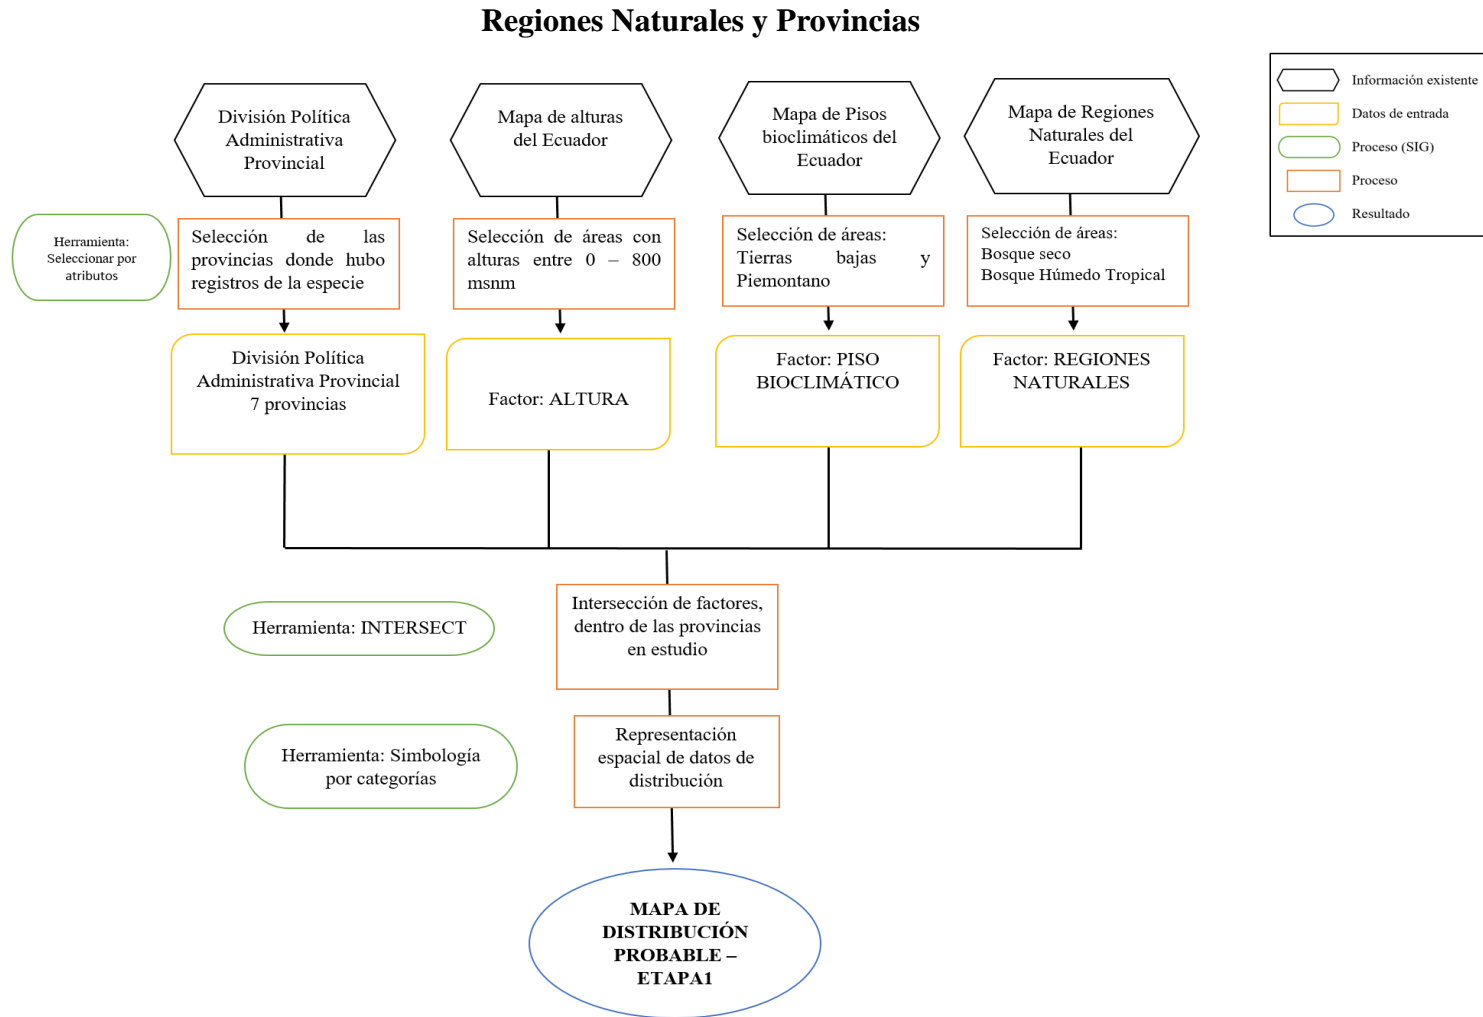 Regiones Naturales y Provincias
División Política
Administrativa
Provincial
Mapa de alturas
del Ecuador
Mapa de Pisos
bioclimáticos del
Ecuador
Mapa de Regiones
Naturales del
Ecuador
Información existente
Datos de entrada
Proceso (SIG)
Proceso
Resultado
Herramienta:
Seleccionar por
atributos
Selección de las
provincias donde hubo
registros de la especie
Selección de áreas con
alturas entre 0 – 800
msnm
Selección de áreas:
Tierras bajas y
Piemontano
Selección de áreas:
Bosque seco
Bosque Húmedo Tropical
División Política
Administrativa Provincial
7 provincias
Factor: ALTURA
Factor: PISO
BIOCLIMÁTICO
Factor: REGIONES
NATURALES
Herramienta: INTERSECT
Intersección de factores,
dentro de las provincias
en estudio
Herramienta: Simbología
por categorías
Representación
espacial de datos de
distribución
MAPA DE
DISTRIBUCIÓN
PROBABLE –
ETAPA1